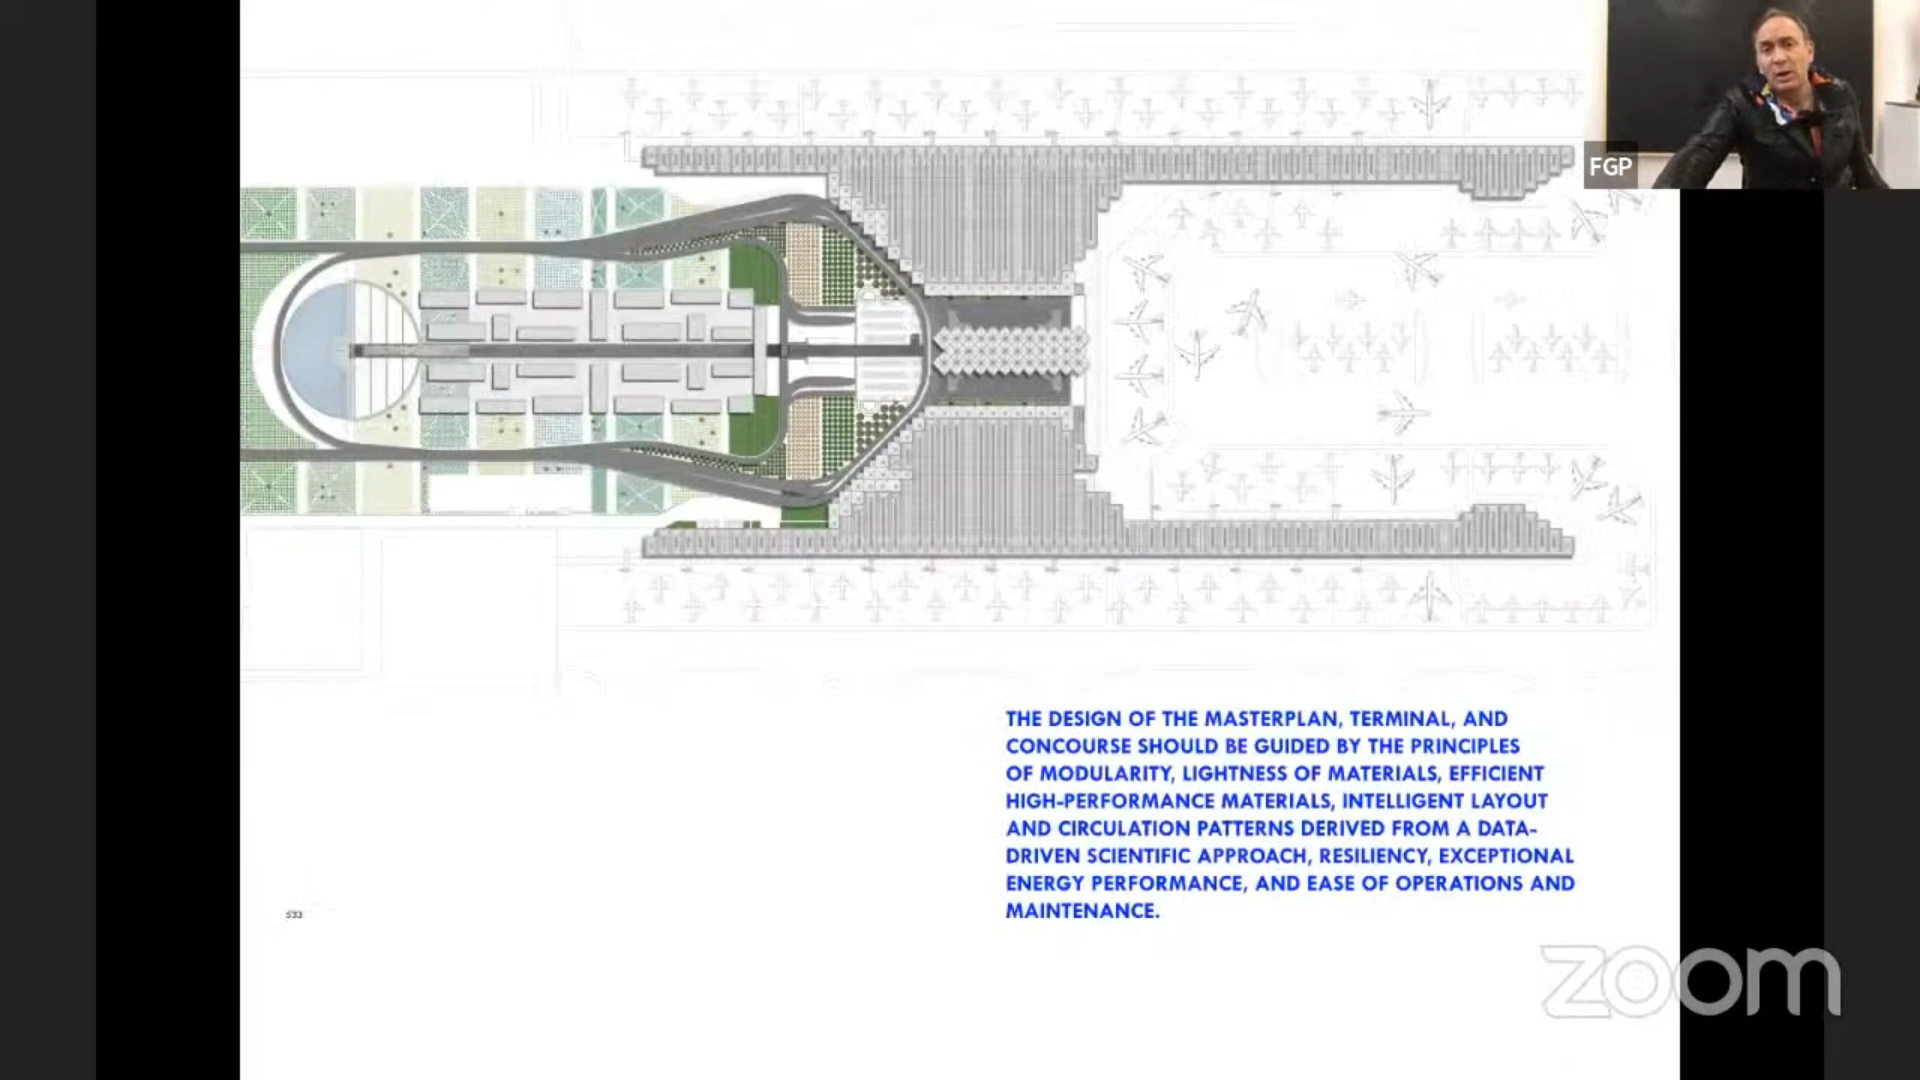 FGP
THE DESIGN OF THE MASTERPLAN, TERMINAL, AND
CONCOURSE SHOULD BE GUIDED BY THE PRINCIPLES
OF MODULARITY, LIGHTNESS OF MATERIALS, EFFICIENT
HIGH-PERFORMANCE MATERIALS, INTELLIGENT LAYOUT
AND CIRCULATION PATTERNS DERIVED FROM A DATA-
DRIVEN SCIENTIFIC APPROACH, RESILIENCY, EXCEPTIONAL
ENERGY PERFORMANCE, AND EASE OF OPERATIONS AND
MAINTENANCE.
533
zoom